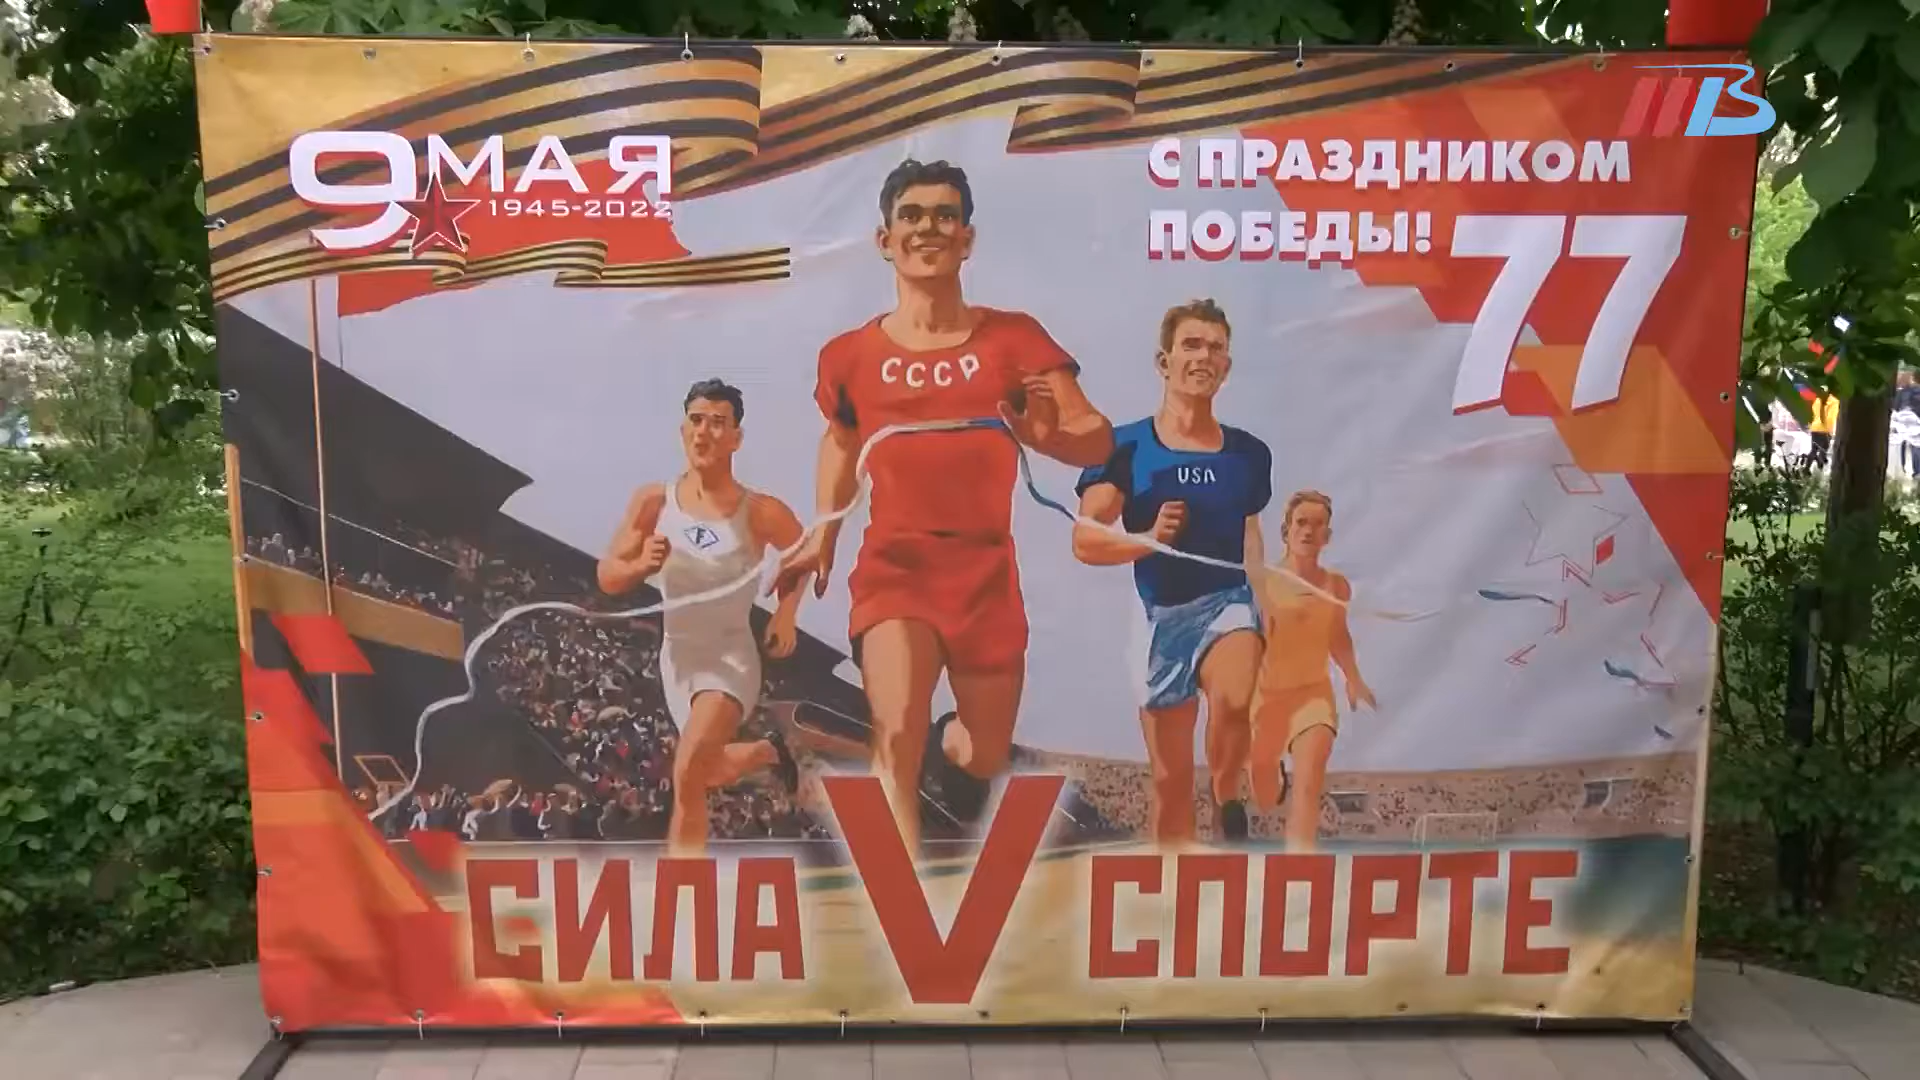 9 МАЯ
1945-2022
С ПРАЗДНИКОМ
ПОБЕДЫ!
77
СССР
USA
F
СИЛА V СПОРТЕ